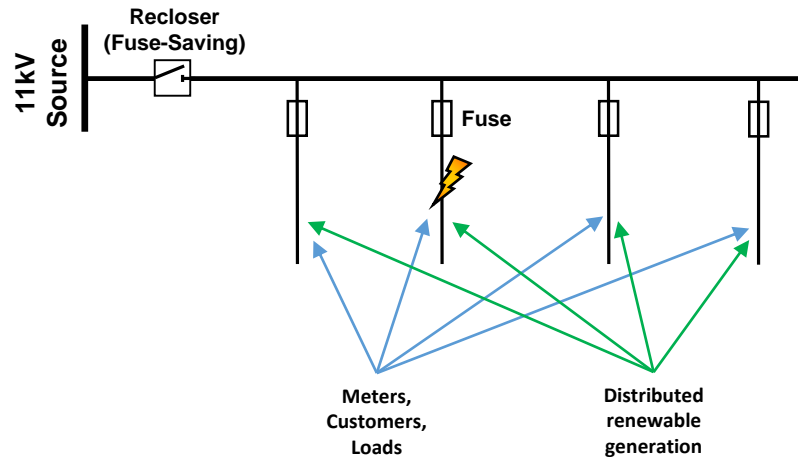 Recloser
(Fuse-Saving)
11kV
Source
Fuse
Meters,
Customers,
Loads
Distributed
renewable
generation